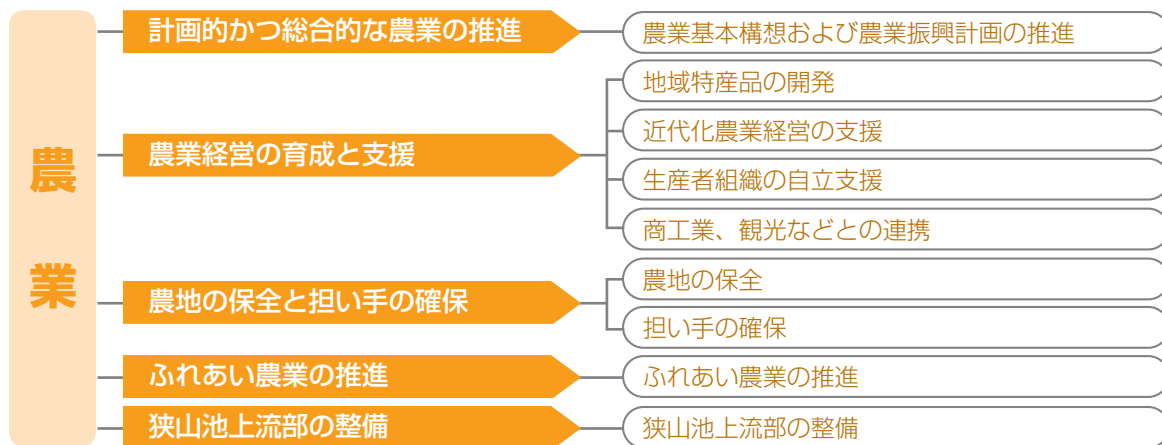 農業
計画的かつ総合的な農業の推進
農業基本構想および農業振興計画の推進
農業経営の育成と支援
地域特産品の開発
近代化農業経営の支援
生産者組織の自立支援
商工業、観光などとの連携
農地の保全と担い手の確保
農地の保全
担い手の確保
ふれあい農業の推進
ふれあい農業の推進
狭山池上流部の整備
狭山池上流部の整備